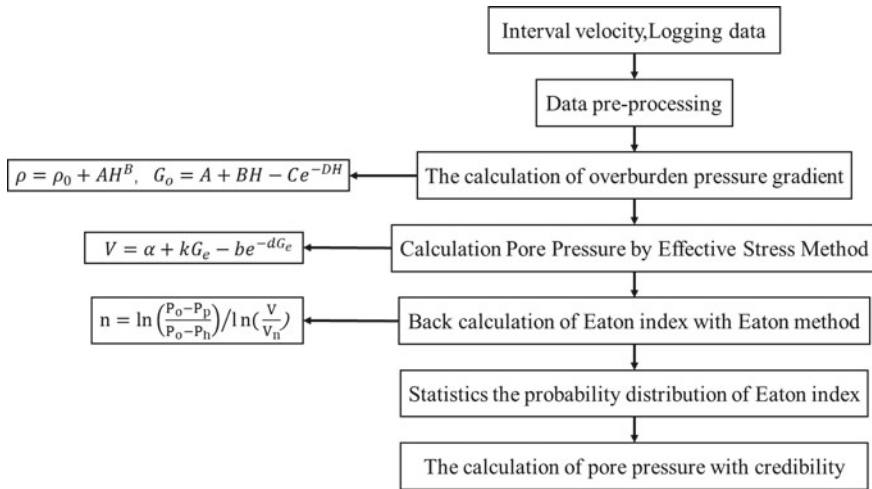 Interval velocity,Logging data
Data pre-processing
ρ = ρ₀ + AHᴮ, Gₒ = A + BH − Ce⁻ᴰᴴ
The calculation of overburden pressure gradient
V = α + kGₑ − be^{−dGₑ}
Calculation Pore Pressure by Effective Stress Method
n = ln((Pₒ−Pₚ)/(Pₒ−Pₕ))/ln(V/Vₙ)
Back calculation of Eaton index with Eaton method
Statistics the probability distribution of Eaton index
The calculation of pore pressure with credibility